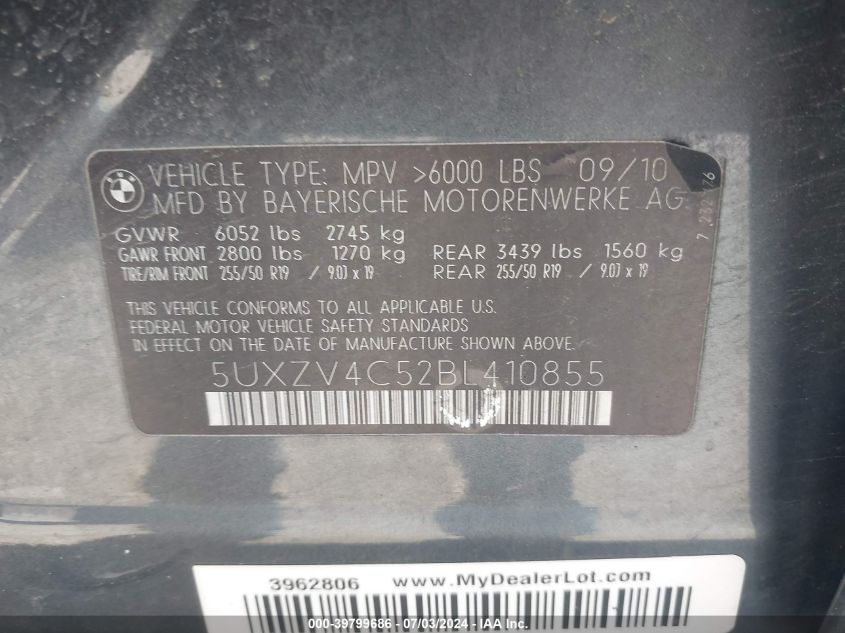 BMW
VEHICLE TYPE: MPV >6000 LBS 09/10
MFD BY BAYERISCHE MOTORENWERKE AG
GVWR 6052 lbs 2745 kg
GAWR FRONT 2800 lbs 1270 kg REAR 3439 lbs 1560 kg
TIRE/RIM FRONT 255/50 R19 / 9.0J x 19 REAR 255/50 R19 / 9.0J x 19
THIS VEHICLE CONFORMS TO ALL APPLICABLE U.S.
FEDERAL MOTOR VEHICLE SAFETY STANDARDS
IN EFFECT ON THE DATE OF MANUFACTURE SHOWN ABOVE.
5UXZV4C52BL410855
3962806 www.MyDealerLot.com
000-39799686 / 07/03/2024 / IAAI.com